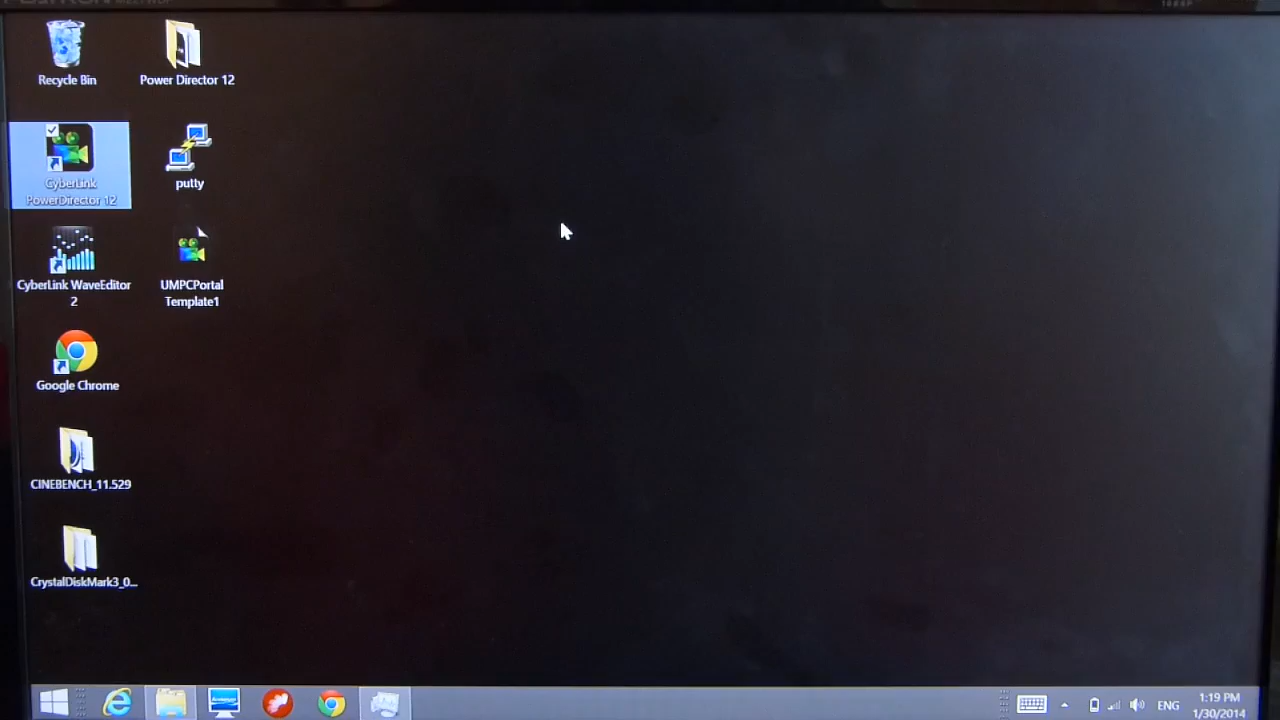 Recycle Bin
Power Director 12
CyberLink
PowerDirector 12
putty
CyberLink WaveEditor
2
UMPCPortal
Template1
Google Chrome
CINEBENCH_11.529
CrystalDiskMark3_0...
ENG
1:19 PM
1/30/2014